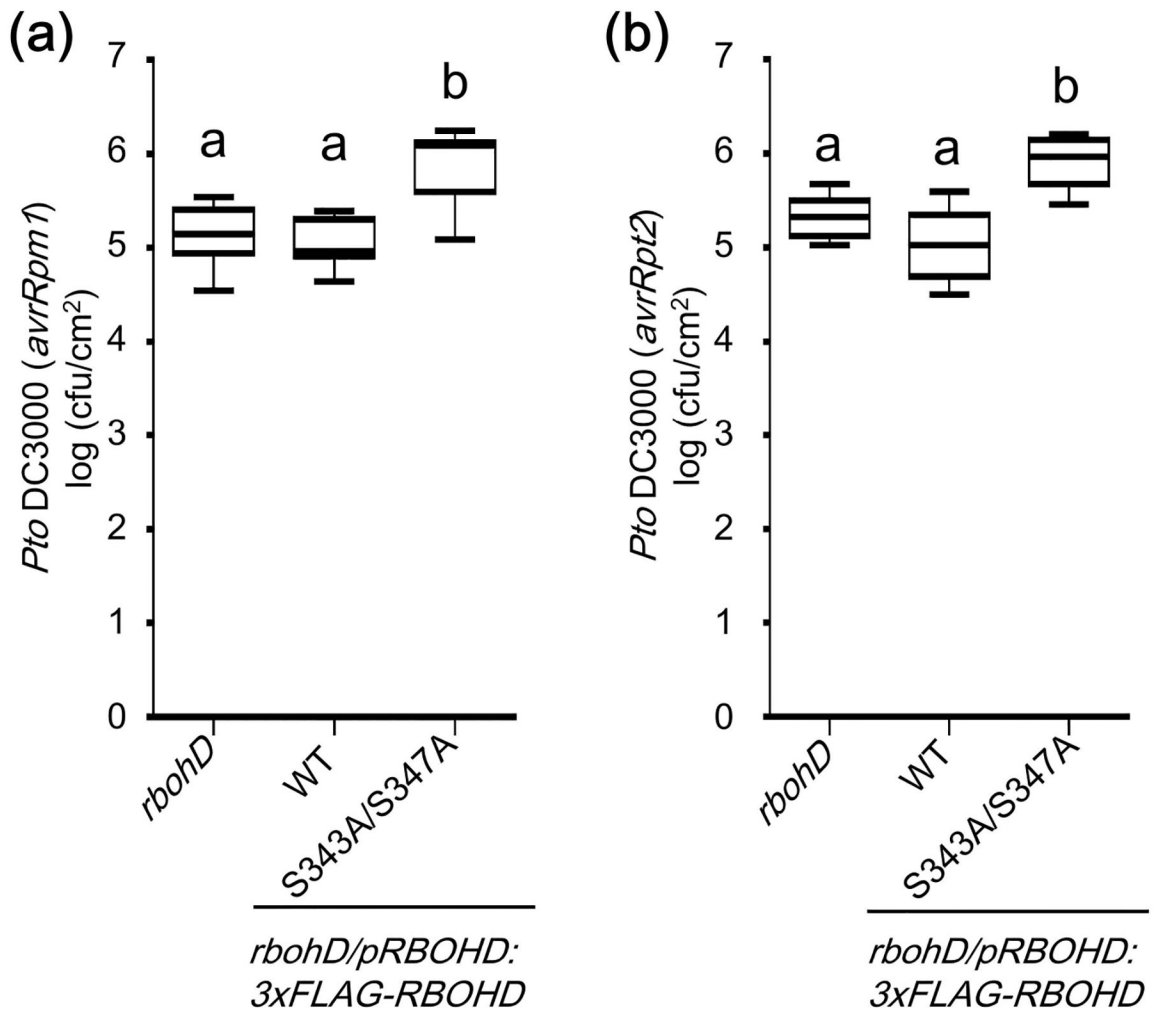 (a)
Pto DC3000 (avrRpm1)
log (cfu/cm²)
7
6
5
4
3
2
1
0
a
a
b
rbohD
WT
S343A/S347A
rbohD/pRBOHD:
3xFLAG-RBOHD
(b)
Pto DC3000 (avrRpt2)
log (cfu/cm²)
7
6
5
4
3
2
1
0
a
a
b
rbohD
WT
S343A/S347A
rbohD/pRBOHD:
3xFLAG-RBOHD